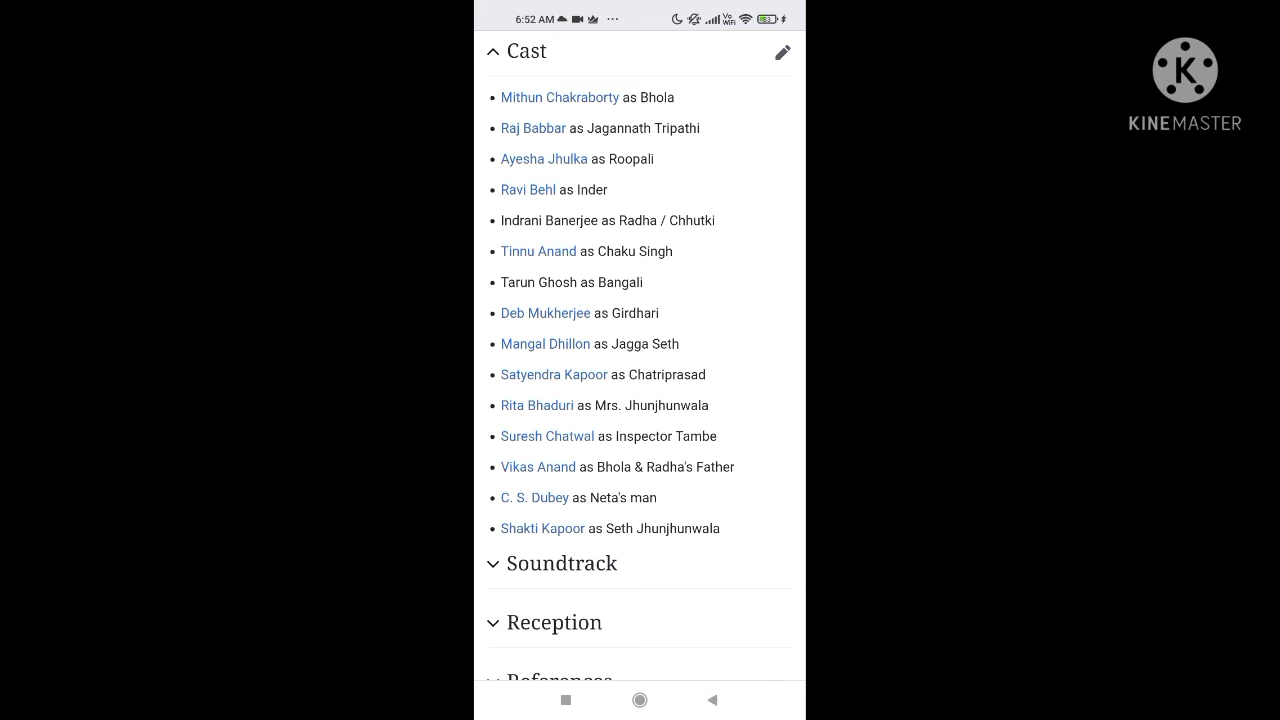 6:52 AM
Vo
WiFi
Cast
• Mithun Chakraborty as Bhola
• Raj Babbar as Jagannath Tripathi
• Ayesha Jhulka as Roopali
• Ravi Behl as Inder
• Indrani Banerjee as Radha / Chhutki
• Tinnu Anand as Chaku Singh
• Tarun Ghosh as Bangali
• Deb Mukherjee as Girdhari
• Mangal Dhillon as Jagga Seth
• Satyendra Kapoor as Chatriprasad
• Rita Bhaduri as Mrs. Jhunjhunwala
• Suresh Chatwal as Inspector Tambe
• Vikas Anand as Bhola & Radha's Father
• C. S. Dubey as Neta's man
• Shakti Kapoor as Seth Jhunjhunwala
Soundtrack
Reception
References
K
KINEMASTER